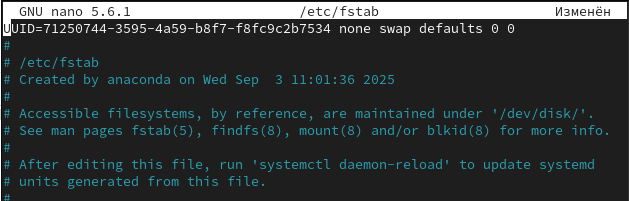 GNU nano 5.6.1 /etc/fstab Изменён
UUUID=71250744-3595-4a59-b8f7-f8fc9c2b7534 none swap defaults 0 0
#
# /etc/fstab
# Created by anaconda on Wed Sep  3 11:01:36 2025
#
# Accessible filesystems, by reference, are maintained under '/dev/disk/'.
# See man pages fstab(5), findfs(8), mount(8) and/or blkid(8) for more info.
#
# After editing this file, run 'systemctl daemon-reload' to update systemd
# units generated from this file.
#